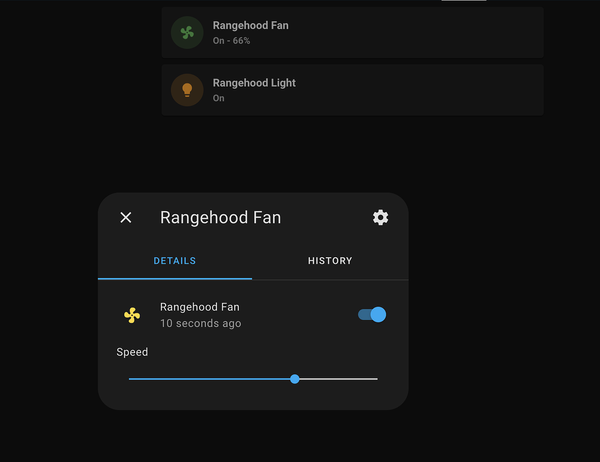 Rangehood Fan
On - 66%
Rangehood Light
On
Rangehood Fan
DETAILS
HISTORY
Rangehood Fan
10 seconds ago
Speed